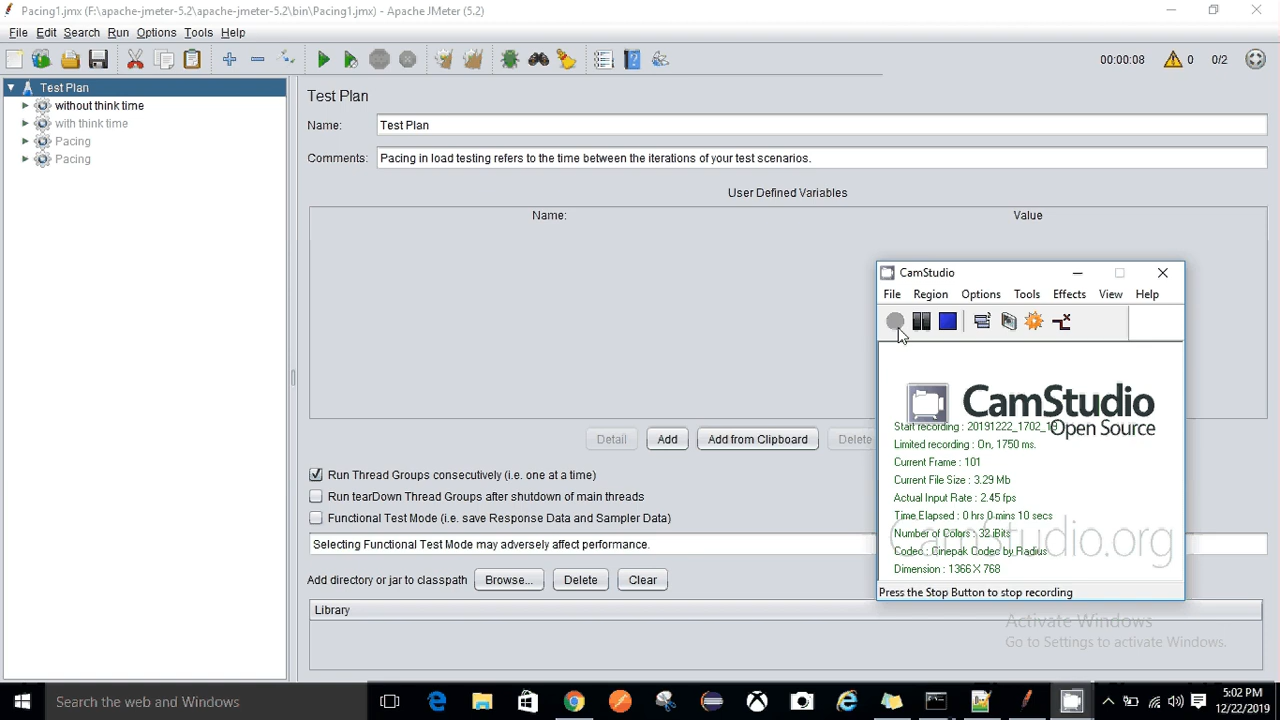 Pacing1.jmx (F:\apache-jmeter-5.2\apache-jmeter-5.2\bin\Pacing1.jmx) - Apache JMeter (5.2)
File Edit Search Run Options Tools Help
00:00:08 0 0/2
Test Plan
without think time
with think time
Pacing
Pacing
Test Plan
Name: Test Plan
Comments: Pacing in load testing refers to the time between the iterations of your test scenarios.
User Defined Variables
Name: Value
Detail Add Add from Clipboard Delete
Run Thread Groups consecutively (i.e. one at a time)
Run tearDown Thread Groups after shutdown of main threads
Functional Test Mode (i.e. save Response Data and Sampler Data)
Selecting Functional Test Mode may adversely affect performance.
Add directory or jar to classpath Browse... Delete Clear
Library
CamStudio
File Region Options Tools Effects View Help
CamStudio
Open Source
Start recording : 20191222_1702_
Limited recording : On, 1750 ms.
Current Frame : 101
Current File Size : 3.29 Mb
Actual Input Rate : 2.45 fps
Time Elapsed : 0 hrs 0 mins 10 secs
CamStudio.org
Number of Colors : 32 Bits
Codec : Cinepak Codec by Radius
Dimension : 1366 X 768
Press the Stop Button to stop recording
Activate Windows
Go to Settings to activate Windows.
Search the web and Windows
5:02 PM
12/22/2019